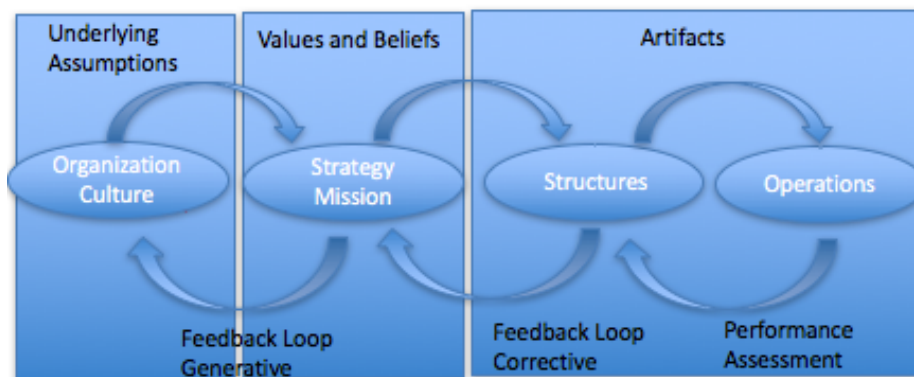 Underlying
Assumptions
Values and Beliefs
Artifacts
Organization
Culture
Strategy
Mission
Structures
Operations
Feedback Loop
Generative
Feedback Loop
Corrective
Performance
Assessment